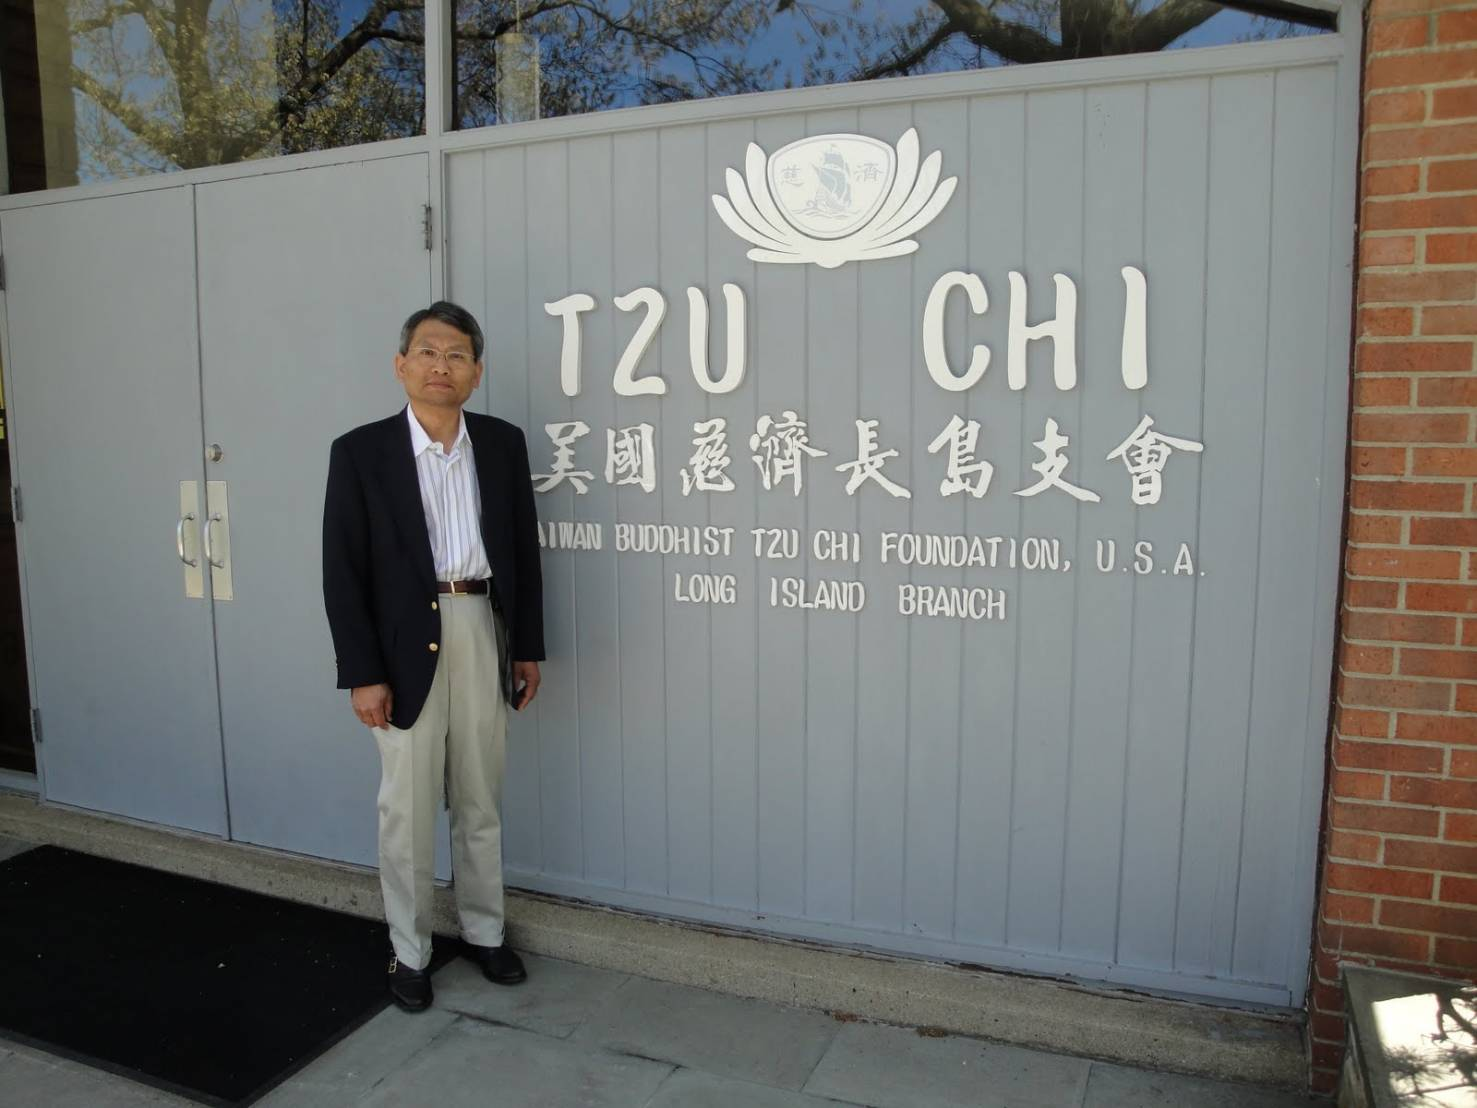 慈 濟
TZU CHI
美國慈濟長島支會
AIWAN BUDDHIST TZU CHI FOUNDATION, U.S.A.
LONG ISLAND BRANCH